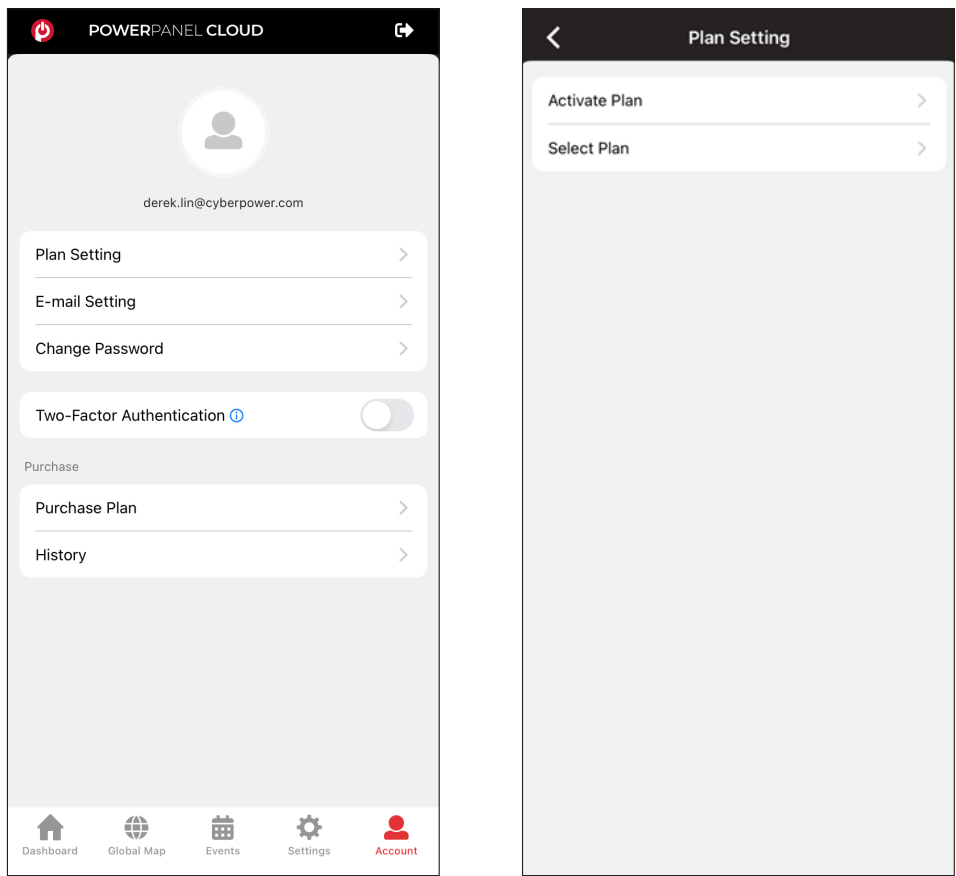 POWERPANEL CLOUD
derek.lin@cyberpower.com
Plan Setting
E-mail Setting
Change Password
Two-Factor Authentication
Purchase
Purchase Plan
History
Dashboard
Global Map
Events
Settings
Account
Plan Setting
Activate Plan
Select Plan